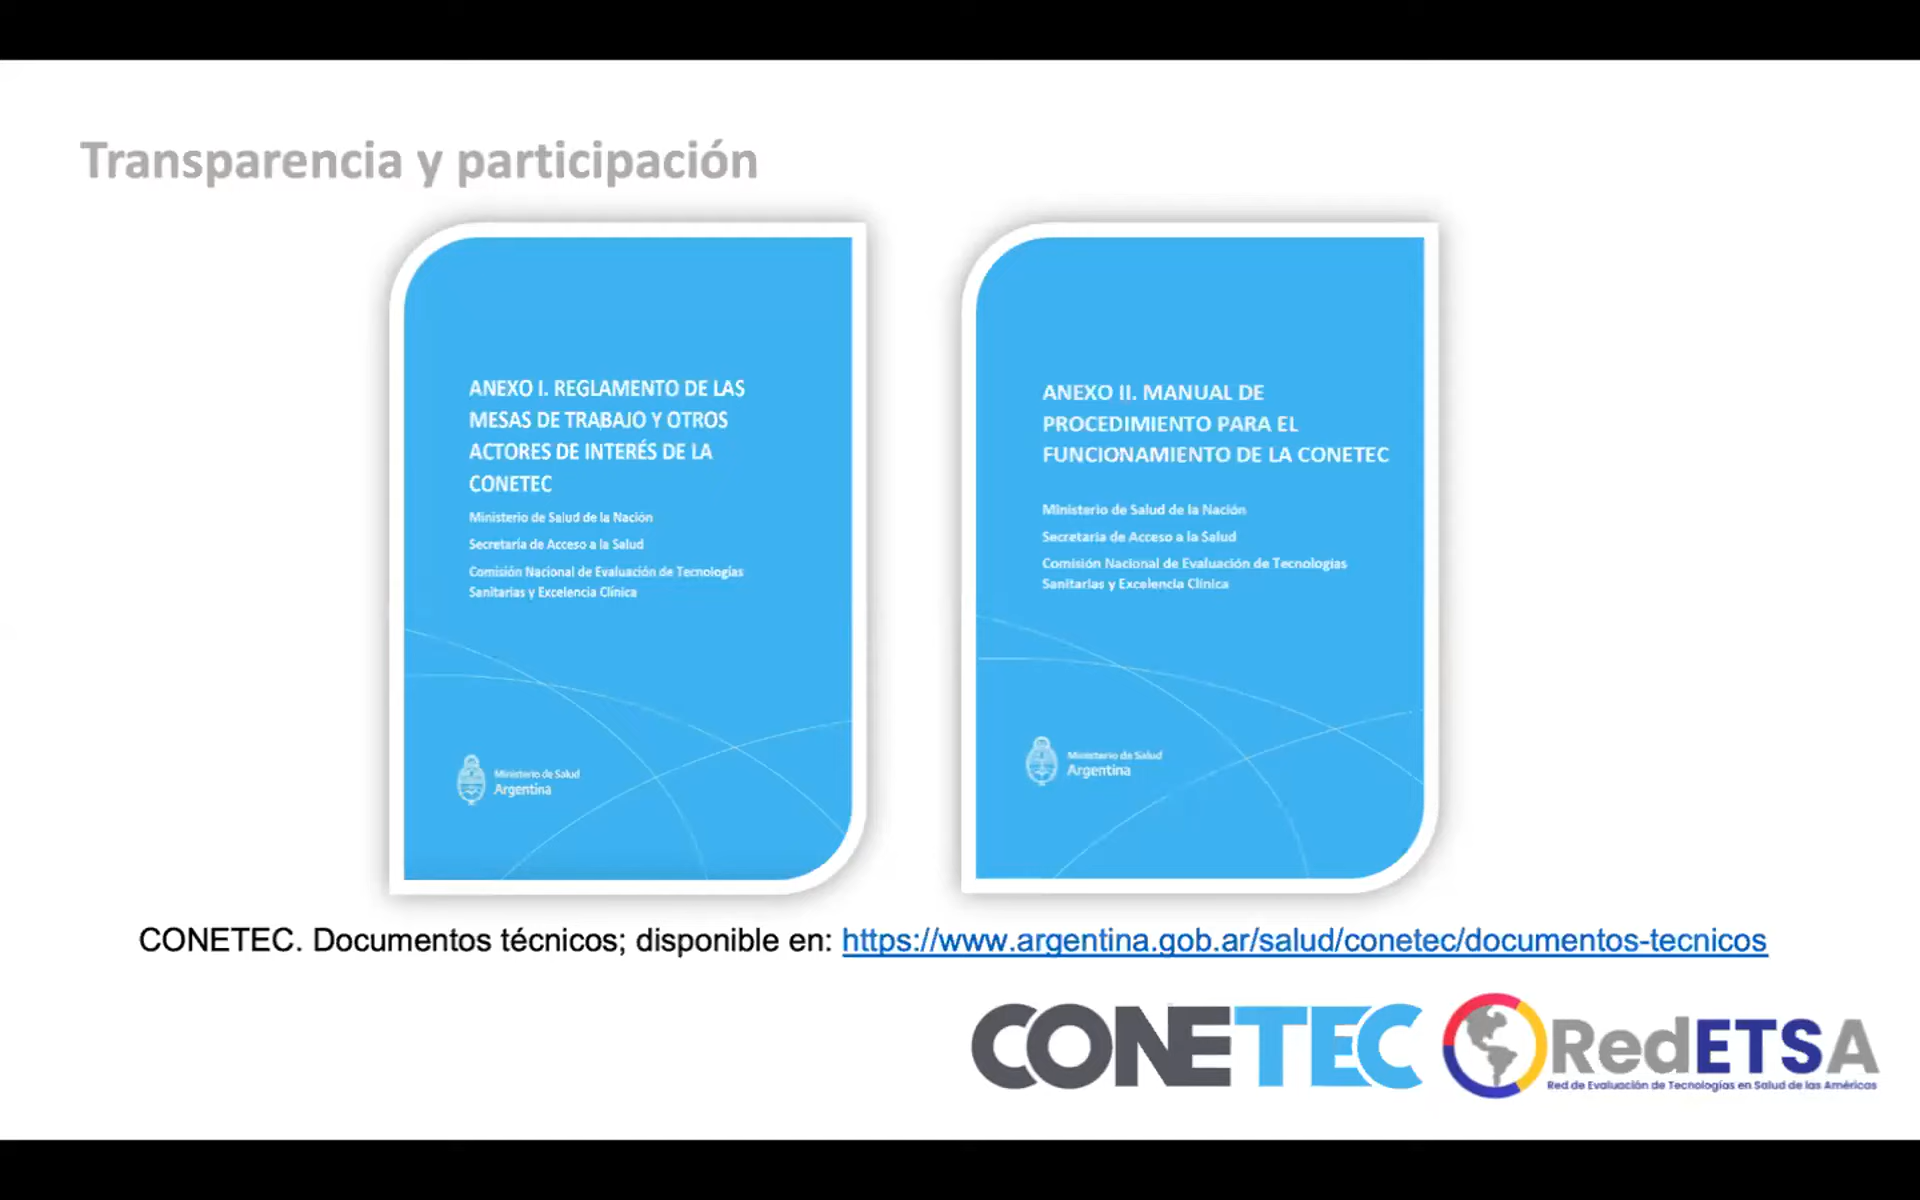 Transparencia y participación
ANEXO I. REGLAMENTO DE LAS
MESAS DE TRABAJO Y OTROS
ACTORES DE INTERÉS DE LA
CONETEC
Ministerio de Salud de la Nación
Secretaría de Acceso a la Salud
Comisión Nacional de Evaluación de Tecnologías
Sanitarias y Excelencia Clínica
Ministerio de Salud
Argentina
ANEXO II. MANUAL DE
PROCEDIMIENTO PARA EL
FUNCIONAMIENTO DE LA CONETEC
Ministerio de Salud de la Nación
Secretaría de Acceso a la Salud
Comisión Nacional de Evaluación de Tecnologías
Sanitarias y Excelencia Clínica
Ministerio de Salud
Argentina
CONETEC. Documentos técnicos; disponible en: https://www.argentina.gob.ar/salud/conetec/documentos-tecnicos
CONETEC
RedETSA
Red de Evaluación de Tecnologías en Salud de las Américas